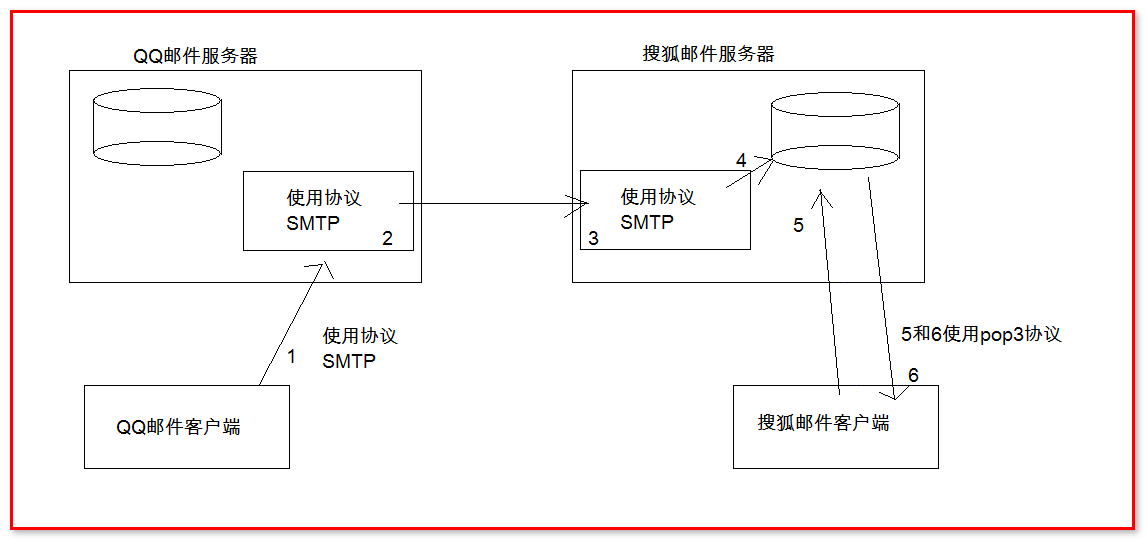 QQ邮件服务器
搜狐邮件服务器
使用协议
SMTP
2
使用协议
SMTP
3
4
5
使用协议
SMTP
1
5和6使用pop3协议
6
QQ邮件客户端
搜狐邮件客户端